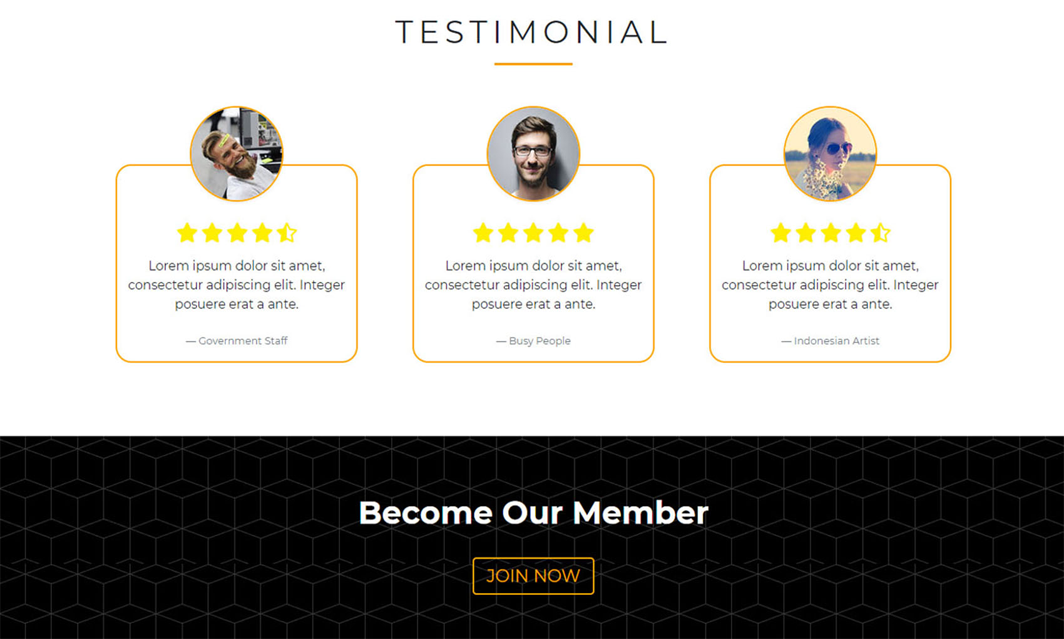 TESTIMONIAL
Lorem ipsum dolor sit amet,
consectetur adipiscing elit. Integer
posuere erat a ante.
— Government Staff
Lorem ipsum dolor sit amet,
consectetur adipiscing elit. Integer
posuere erat a ante.
— Busy People
Lorem ipsum dolor sit amet,
consectetur adipiscing elit. Integer
posuere erat a ante.
— Indonesian Artist
Become Our Member
JOIN NOW